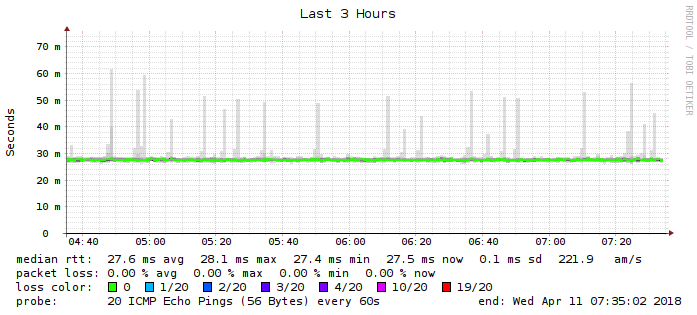 Last 3 Hours
RRDTOOL / TOBI OETIKER
Seconds
70 m
60 m
50 m
40 m
30 m
20 m
10 m
0
04:40 05:00 05:20 05:40 06:00 06:20 06:40 07:00 07:20
median rtt: 27.6 ms avg 28.1 ms max 27.4 ms min 27.5 ms now 0.1 ms sd 221.9 am/s
packet loss: 0.00 % avg 0.00 % max 0.00 % min 0.00 % now
loss color: 0 1/20 2/20 3/20 4/20 10/20 19/20
probe: 20 ICMP Echo Pings (56 Bytes) every 60s end: Wed Apr 11 07:35:02 2018